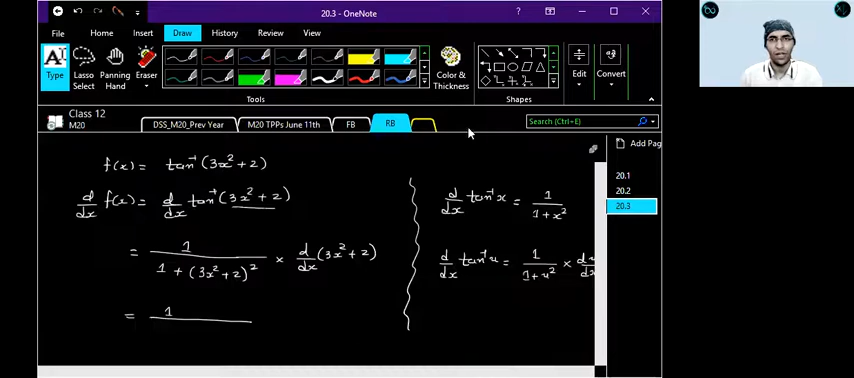 20.3 - OneNote
File Home Insert Draw History Review View
Type
Lasso Select
Panning Hand
Eraser
Color & Thickness
Edit
Convert
Tools
Shapes
Class 12
M20
DSS_M20_Prev Year
M20 TPPs June 11th
FB
RB
Search (Ctrl+E)
Add Pag
20.1
20.2
20.3
f(x) = tan⁻¹(3x² + 2)
d/dx f(x) = d/dx tan⁻¹(3x² + 2)
= 1/(1 + (3x² + 2)²) × d/dx (3x² + 2)
= 1
d/dx tan⁻¹x = 1/(1 + x²)
d/dx tan⁻¹u = 1/(1 + u²) × du/dx